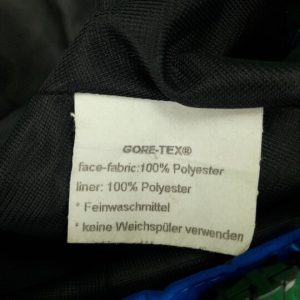 GORE-TEX®
face-fabric:100% Polyester
liner: 100% Polyester
* Feinwaschmittel
* keine Weichspüler verwenden